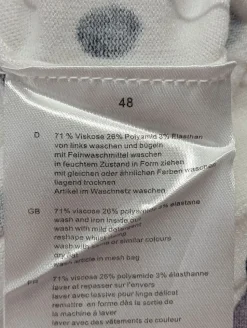 48
D 71 % Viskose 26% Polyamid 3% Elasthan
von links waschen und bügeln
mit Feinwaschmittel waschen
in feuchtem Zustand in Form ziehen
mit gleichen oder ähnlichen Farben waschen
liegend trocknen
Artikel im Waschnetz waschen
GB 71% viscose 26% polyamide 3% elastane
wash and iron inside out
wash with mild
reshape whilst
wash with or similar colours
dry flat
wash article in mesh bag
71% viscose 26% polyamide 3% élasthanne
laver et repasser sur l'envers
laver avec lessive pour linge délicat
remettre en forme dès la sortie de
la machine à laver
laver avec des vêtements de couleur